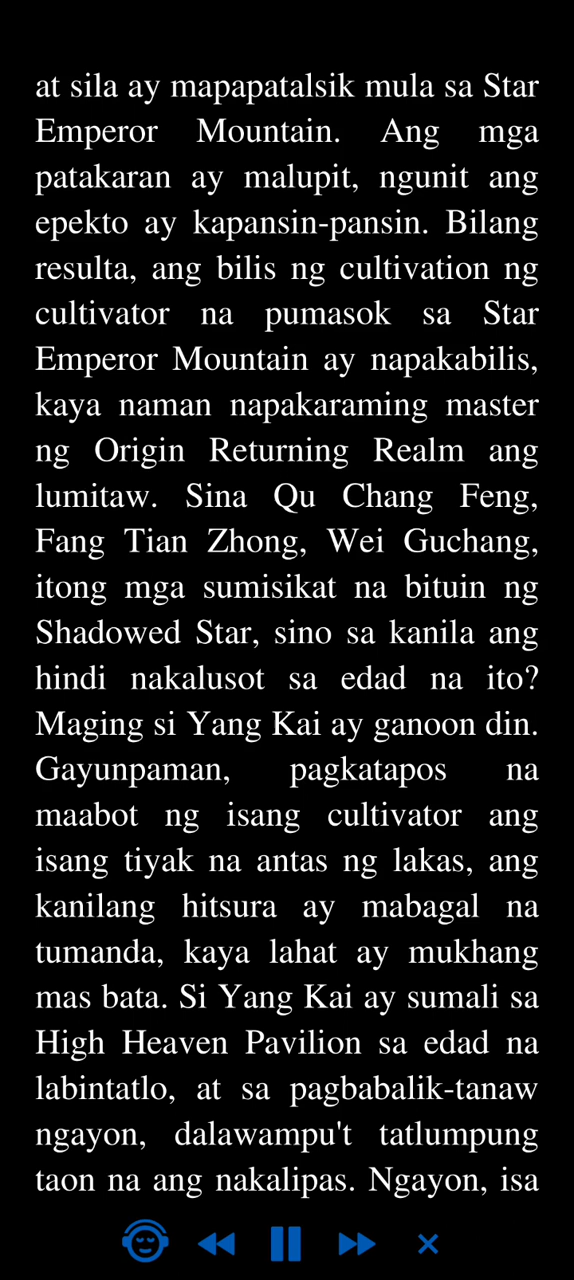 at sila ay mapapatalsik mula sa Star
Emperor Mountain. Ang mga
patakaran ay malupit, ngunit ang
epekto ay kapansin-pansin. Bilang
resulta, ang bilis ng cultivation ng
cultivator na pumasok sa Star
Emperor Mountain ay napakabilis,
kaya naman napakaraming master
ng Origin Returning Realm ang
lumitaw. Sina Qu Chang Feng,
Fang Tian Zhong, Wei Guchang,
itong mga sumisikat na bituin ng
Shadowed Star, sino sa kanila ang
hindi nakalusot sa edad na ito?
Maging si Yang Kai ay ganoon din.
Gayunpaman, pagkatapos na
maabot ng isang cultivator ang
isang tiyak na antas ng lakas, ang
kanilang hitsura ay mabagal na
tumanda, kaya lahat ay mukhang
mas bata. Si Yang Kai ay sumali sa
High Heaven Pavilion sa edad na
labintatlo, at sa pagbabalik-tanaw
ngayon, dalawampu't tatlumpung
taon na ang nakalipas. Ngayon, isa